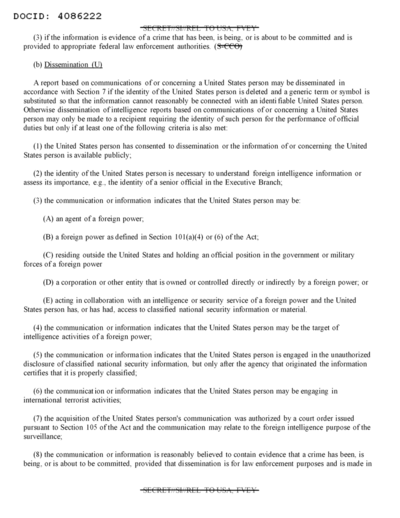 DOCID: 4086222
SECRET//SI//REL TO USA, FVEY
(3) if the information is evidence of a crime that has been, is being, or is about to be committed and is
provided to appropriate federal law enforcement authorities. (S-CCO)
(b) Dissemination (U)
A report based on communications of or concerning a United States person may be disseminated in
accordance with Section 7 if the identity of the United States person is deleted and a generic term or symbol is
substituted so that the information cannot reasonably be connected with an identifiable United States person.
Otherwise dissemination of intelligence reports based on communications of or concerning a United States
person may only be made to a recipient requiring the identity of such person for the performance of official
duties but only if at least one of the following criteria is also met:
(1) the United States person has consented to dissemination or the information of or concerning the United
States person is available publicly;
(2) the identity of the United States person is necessary to understand foreign intelligence information or
assess its importance, e.g., the identity of a senior official in the Executive Branch;
(3) the communication or information indicates that the United States person may be:
(A) an agent of a foreign power;
(B) a foreign power as defined in Section 101(a)(4) or (6) of the Act;
(C) residing outside the United States and holding an official position in the government or military
forces of a foreign power
(D) a corporation or other entity that is owned or controlled directly or indirectly by a foreign power; or
(E) acting in collaboration with an intelligence or security service of a foreign power and the United
States person has, or has had, access to classified national security information or material.
(4) the communication or information indicates that the United States person may be the target of
intelligence activities of a foreign power;
(5) the communication or information indicates that the United States person is engaged in the unauthorized
disclosure of classified national security information, but only after the agency that originated the information
certifies that it is properly classified;
(6) the communication or information indicates that the United States person may be engaging in
international terrorist activities;
(7) the acquisition of the United States person's communication was authorized by a court order issued
pursuant to Section 105 of the Act and the communication may relate to the foreign intelligence purpose of the
surveillance;
(8) the communication or information is reasonably believed to contain evidence that a crime has been, is
being, or is about to be committed, provided that dissemination is for law enforcement purposes and is made in
SECRET//SI//REL TO USA, FVEY